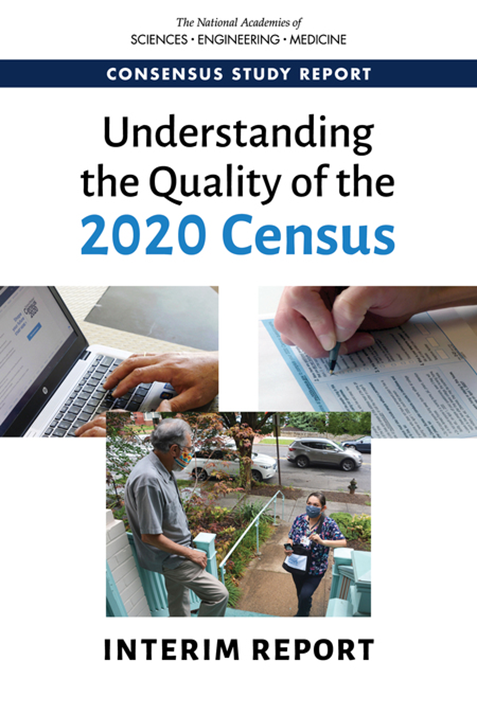 The National Academies of
SCIENCES · ENGINEERING · MEDICINE
CONSENSUS STUDY REPORT
Understanding
the Quality of the
2020 Census
INTERIM REPORT